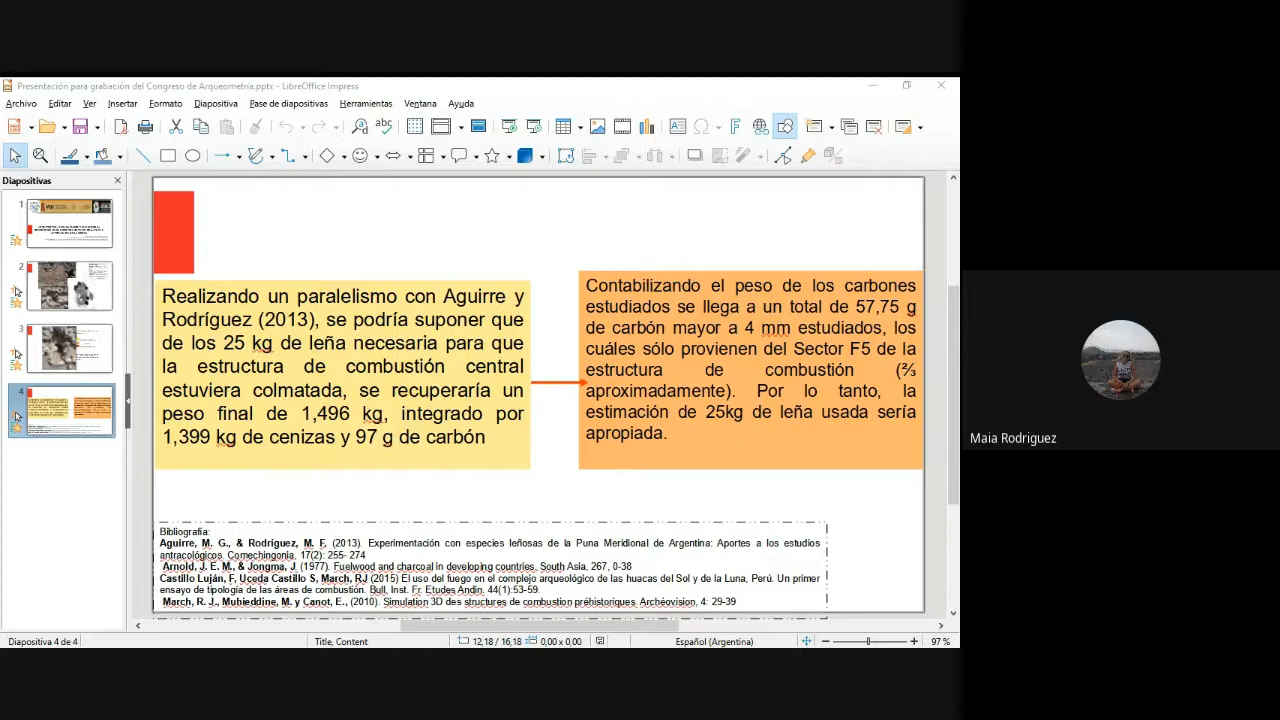 Presentación para grabación del Congreso de Arqueometría.pptx - LibreOffice Impress
Archivo Editar Ver Insertar Formato Diapositiva Pase de diapositivas Herramientas Ventana Ayuda
Diapositivas
1
2
3
4
Realizando un paralelismo con Aguirre y
Rodríguez (2013), se podría suponer que
de los 25 kg de leña necesaria para que
la estructura de combustión central
estuviera colmatada, se recuperaría un
peso final de 1,496 kg, integrado por
1,399 kg de cenizas y 97 g de carbón
Contabilizando el peso de los carbones
estudiados se llega a un total de 57,75 g
de carbón mayor a 4 mm estudiados, los
cuáles sólo provienen del Sector F5 de la
estructura de combustión (⅔
aproximadamente). Por lo tanto, la
estimación de 25kg de leña usada sería
apropiada.
Bibliografía:
Aguirre, M. G., & Rodríguez, M. F. (2013). Experimentación con especies leñosas de la Puna Meridional de Argentina: Aportes a los estudios
antracológicos. Comechingonia, 17(2): 255- 274
Arnold, J. E. M., & Jongma, J. (1977). Fuelwood and charcoal in developing countries. South Asia, 267, 0-38
Castillo Luján, F, Uceda Castillo S, March, RJ (2015) El uso del fuego en el complejo arqueológico de las huacas del Sol y de la Luna, Perú. Un primer
ensayo de tipología de las áreas de combustión. Bull. Inst. Fr. Etudes Andin. 44(1):53-59.
March, R. J., Muhieddine, M. y Canot, E., (2010). Simulation 3D des structures de combustion préhistoriques. Archéovision, 4: 29-39
Diapositiva 4 de 4 Title, Content 12,18 / 16,18 0,00 x 0,00 Español (Argentina) 97 %
Maia Rodriguez